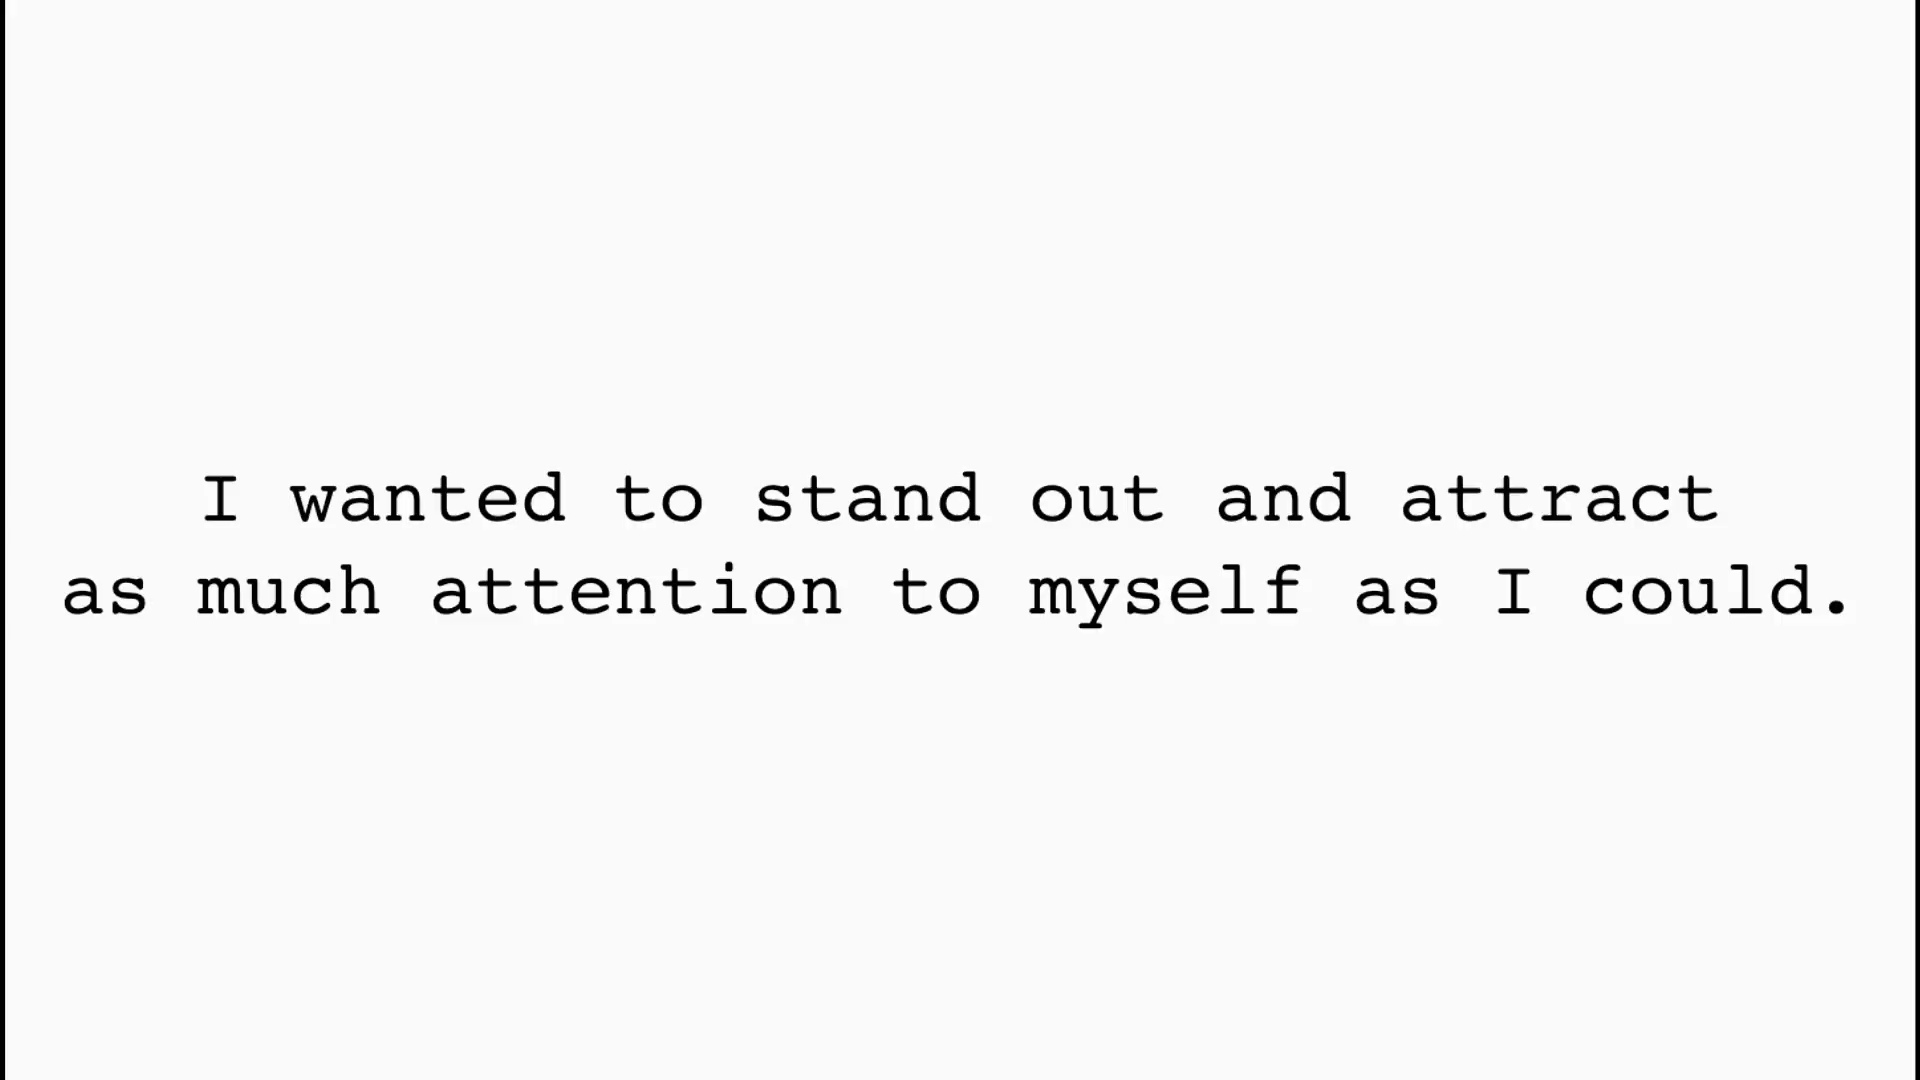 I wanted to stand out and attract
as much attention to myself as I could.